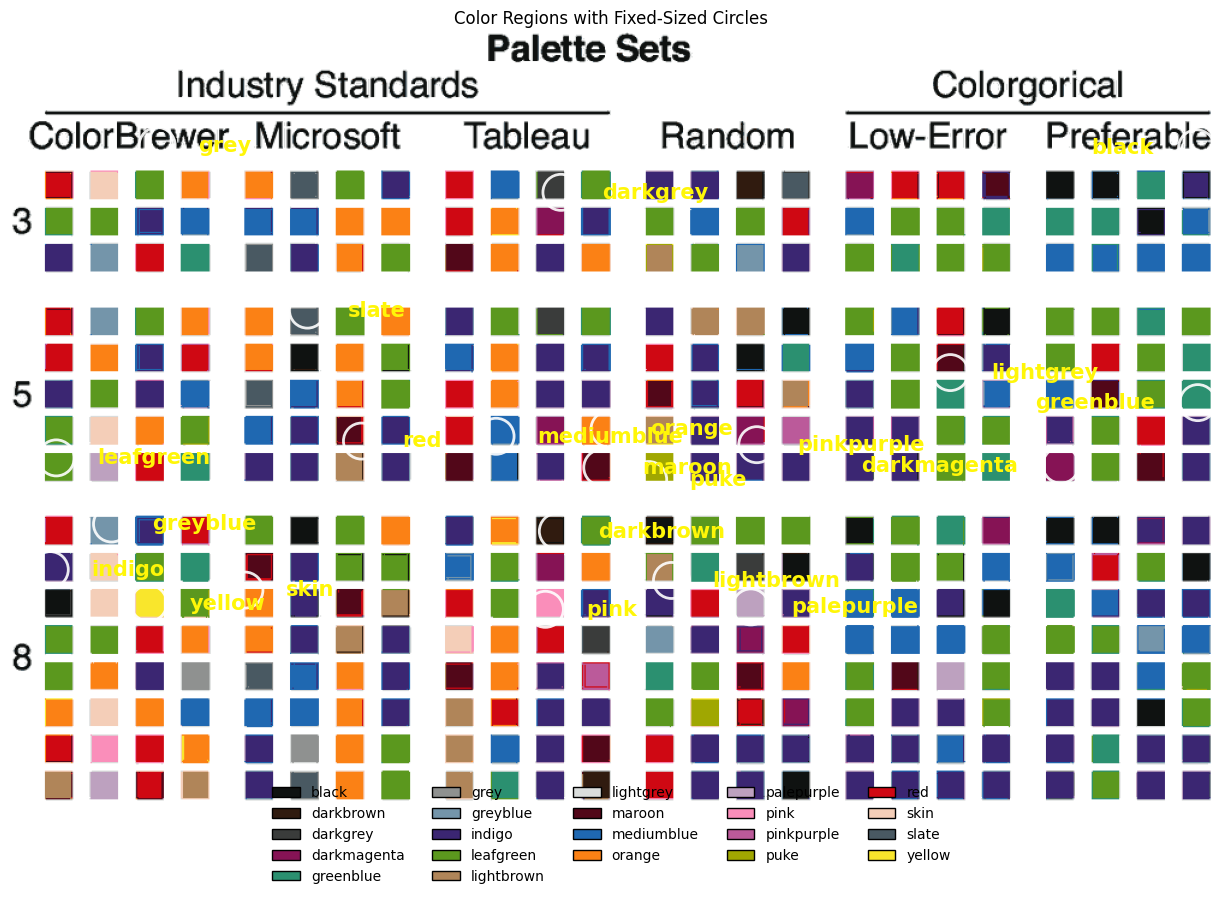 Color Regions with Fixed-Sized Circles
Palette Sets
Industry Standards
Colorgorical
ColorBrewer
Microsoft
Tableau
Random
Low-Error
Preferable
grey
black
darkgrey
3
slate
lightgrey
5
greenblue
orange
mediumblue
red
pinkpurple
leafgreen
maroon
darkmagenta
puke
greyblue
darkbrown
Indigo
lightbrown
skin
yellow
pink
palepurple
8
black
darkbrown
darkgrey
darkmagenta
greenblue
grey
greyblue
indigo
leafgreen
lightbrown
lightgrey
maroon
mediumblue
orange
palepurple
pink
pinkpurple
puke
red
skin
slate
yellow